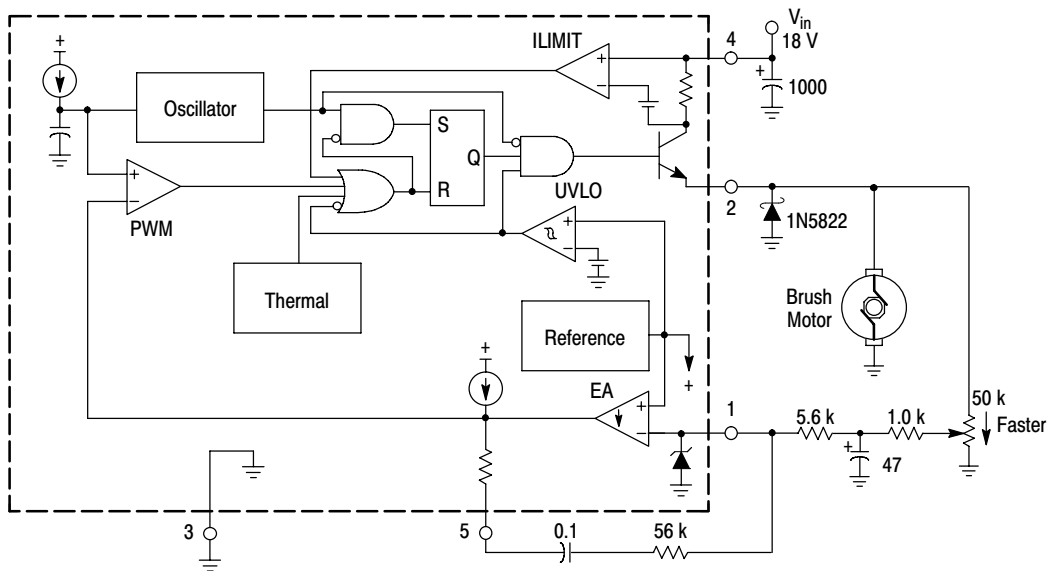 +
Oscillator
ILIMIT
+
−
4
Vin
18 V
+
1000
S
Q
R
+
−
PWM
UVLO
+
−
2
1N5822
Thermal
Brush
Motor
Reference
+
+
EA
+
−
1
5.6 k
1.0 k
50 k
Faster
+
47
3
5
0.1
56 k